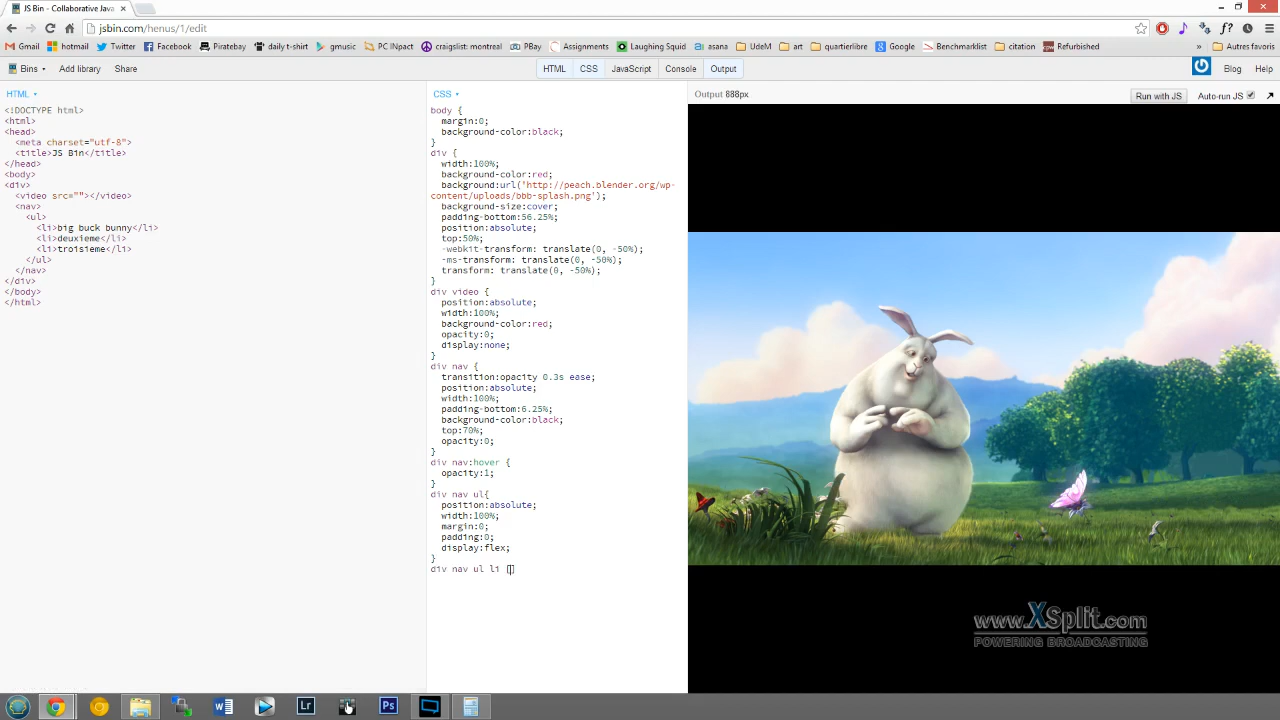 JS Bin - Collaborative Java
jsbin.com/henus/1/edit
Gmail hotmail Twitter Facebook Piratebay daily t-shirt gmusic PC INpact craigslist: montreal PBay Assignments Laughing Squid asana UdeM art quartierlibre Google Benchmarklist citation Refurbished » Autres favoris
Bins Add library Share HTML CSS JavaScript Console Output Blog Help
HTML
<!DOCTYPE html>
<html>
<head>
<meta charset="utf-8">
<title>JS Bin</title>
</head>
<body>
<div>
<video src=""></video>
<nav>
<ul>
<li>big buck bunny</li>
<li>deuxieme</li>
<li>troisieme</li>
</ul>
</nav>
</div>
</body>
</html>
CSS
body {
margin:0;
background-color:black;
}
div {
width:100%;
background-color:red;
background:url('http://peach.blender.org/wp-
content/uploads/bbb-splash.png');
background-size:cover;
padding-bottom:56.25%;
position:absolute;
top:50%;
-webkit-transform: translate(0, -50%);
-ms-transform: translate(0, -50%);
transform: translate(0, -50%);
}
div video {
position:absolute;
width:100%;
background-color:red;
opacity:0;
display:none;
}
div nav {
transition:opacity 0.3s ease;
position:absolute;
width:100%;
padding-bottom:6.25%;
background-color:black;
top:70%;
opacity:0;
}
div nav:hover {
opacity:1;
}
div nav ul{
position:absolute;
width:100%;
margin:0;
padding:0;
display:flex;
}
div nav ul li {}
Output 888px
Run with JS Auto-run JS
www.XSplit.com
POWERING BROADCASTING
Lr
Ps